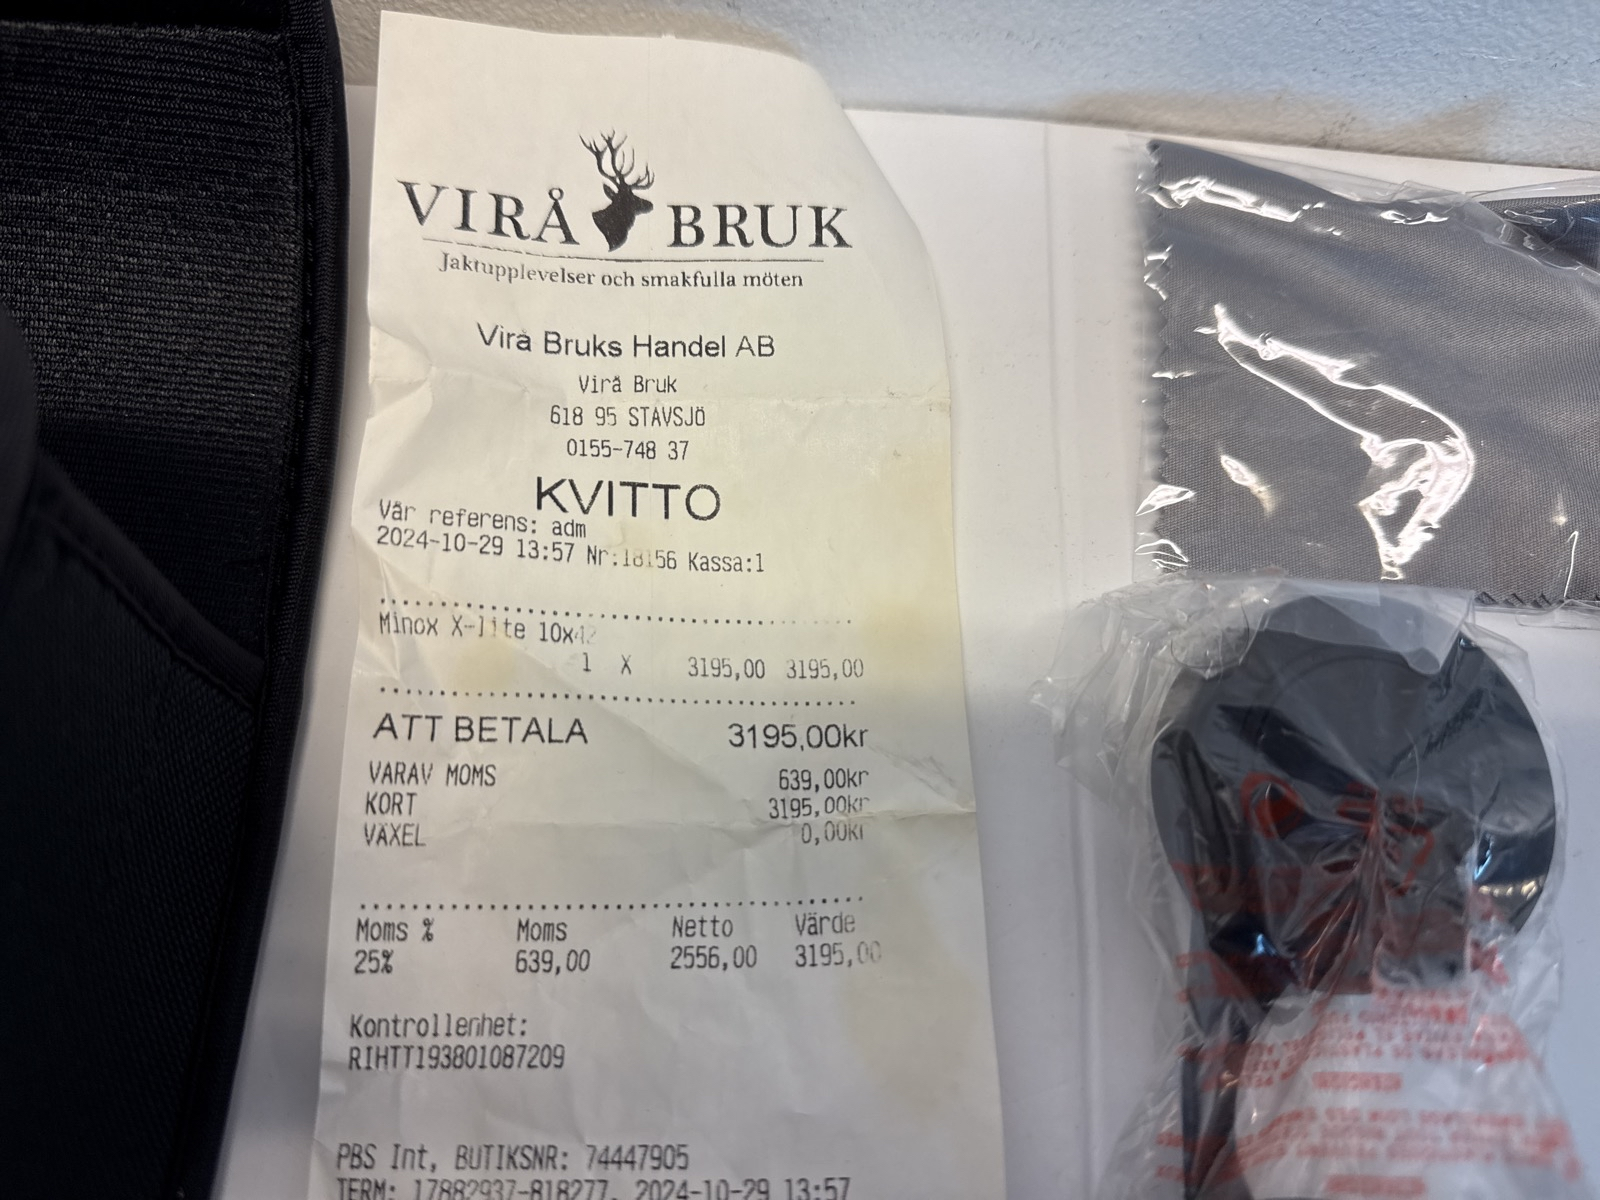 VIRÅ BRUK
Jaktupplevelser och smakfulla möten
Virå Bruks Handel AB
Virå Bruk
618 95 STAVSJÖ
0155-748 37
KVITTO
Vår referens: adm
2024-10-29 13:57 Nr:18156 Kassa:1
Minox X-lite 10x42
1 X 3195,00 3195,00
ATT BETALA 3195,00kr
VARAV MOMS 639,00kr
KORT 3195,00kr
VÄXEL 0,00kr
Moms % Moms Netto Värde
25% 639,00 2556,00 3195,00
Kontrollenhet:
RIHTT193801087209
PBS Int, BUTIKSNR: 74447905
TERM: 17882937-818277, 2024-10-29 13:57